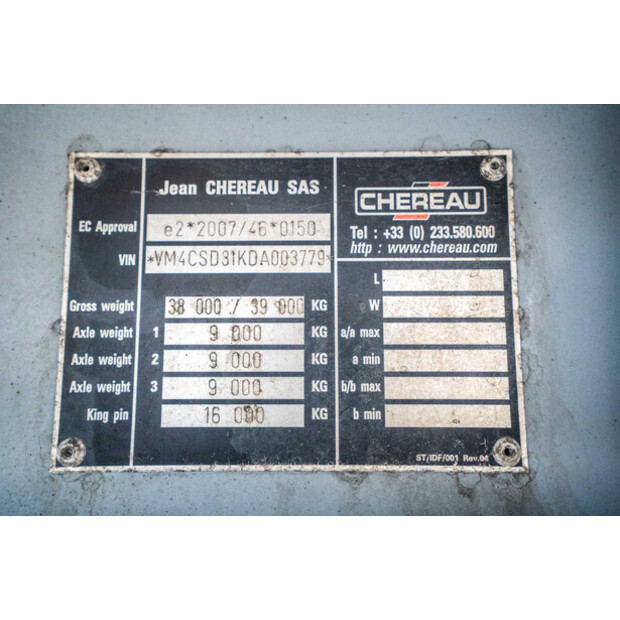 Jean CHEREAU SAS
EC Approval e2*2007/46*0150
VIN *VM4CSD31KDA003779*
Gross weight 38 000 / 39 000 KG
Axle weight 1 9 000 KG
Axle weight 2 9 000 KG
Axle weight 3 9 000 KG
King pin 16 000 KG
CHEREAU
Tel : +33 (0) 233.580.600
http : www.chereau.com
L
W
a/a max
a min
b/b max
b min
ST/IDF/001 Rev.04